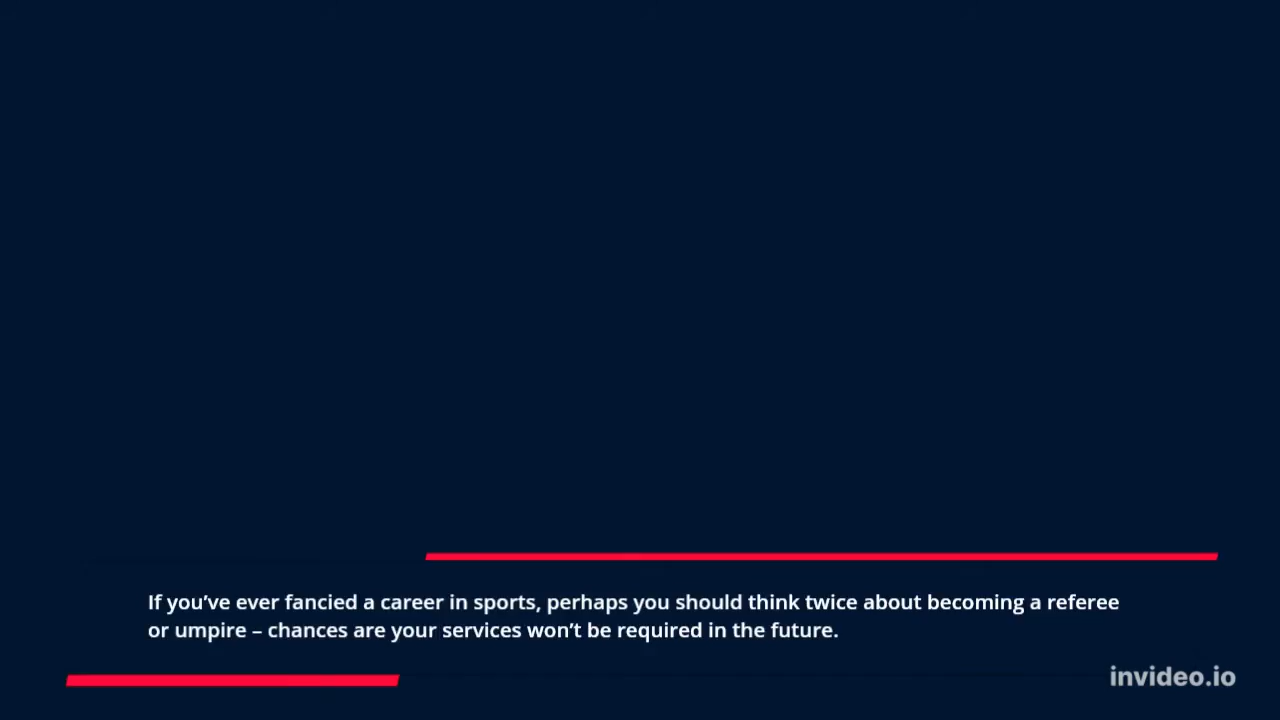 If you’ve ever fancied a career in sports, perhaps you should think twice about becoming a referee
or umpire – chances are your services won’t be required in the future.
invideo.io